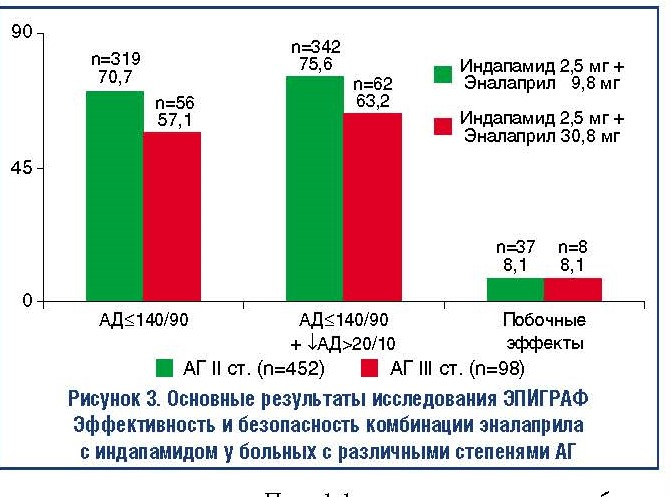 90
45
0
n=319
70,7
n=56
57,1
n=342
75,6
n=62
63,2
n=37
8,1
n=8
8,1
Индапамид 2,5 мг +
Эналаприл 9,8 мг
Индапамид 2,5 мг +
Эналаприл 30,8 мг
АД≤140/90
АД≤140/90
+ ↓АД>20/10
Побочные
эффекты
АГ II ст. (n=452)
АГ III ст. (n=98)
Рисунок 3. Основные результаты исследования ЭПИГРАФ
Эффективность и безопасность комбинации эналаприла
с индапамидом у больных с различными степенями АГ